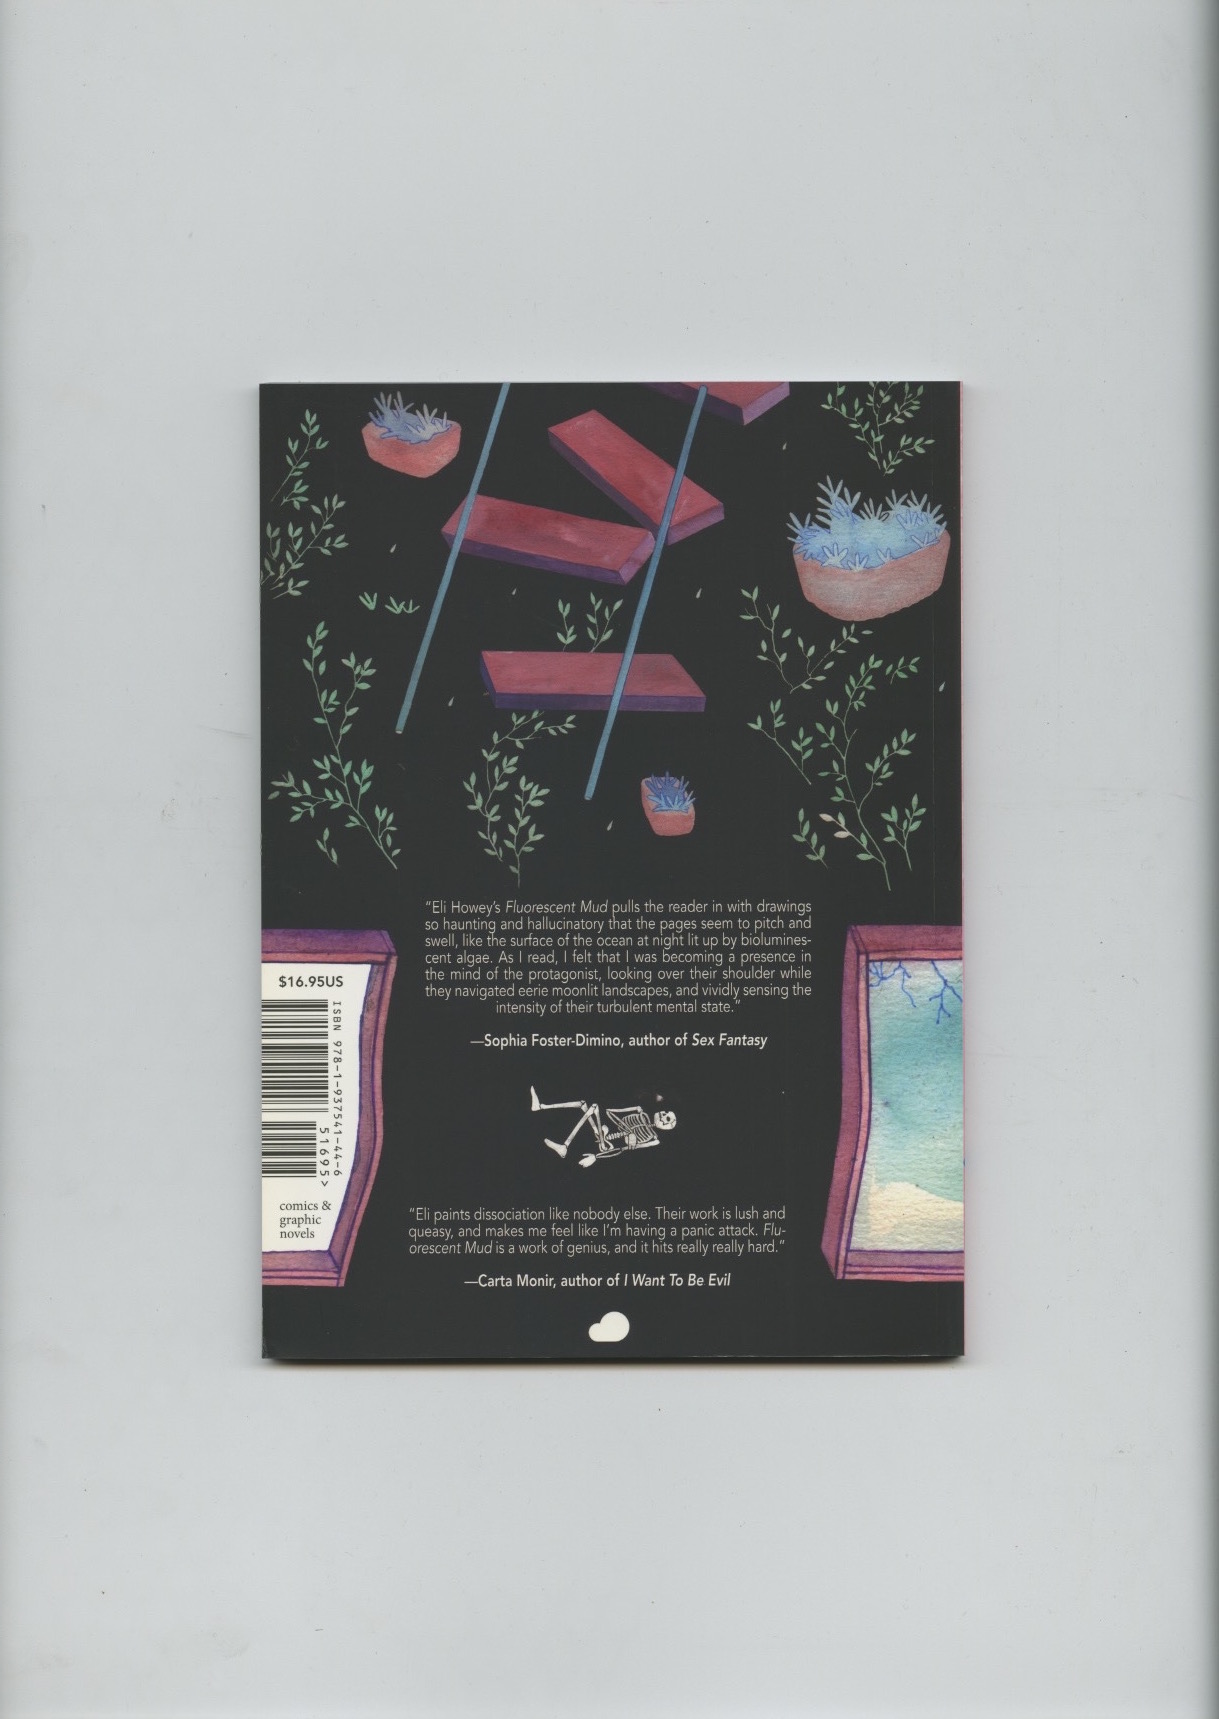 “Eli Howey’s Fluorescent Mud pulls the reader in with drawings
so haunting and hallucinatory that the pages seem to pitch and
swell, like the surface of the ocean at night lit up by biolumines-
cent algae. As I read, I felt that I was becoming a presence in
the mind of the protagonist, looking over their shoulder while
they navigated eerie moonlit landscapes, and vividly sensing the
intensity of their turbulent mental state.”
—Sophia Foster-Dimino, author of Sex Fantasy
$16.95US
ISBN 978-1-937541-44-6
51695>
comics &
graphic
novels
“Eli paints dissociation like nobody else. Their work is lush and
queasy, and makes me feel like I’m having a panic attack. Flu-
orescent Mud is a work of genius, and it hits really really hard.”
—Carta Monir, author of I Want To Be Evil